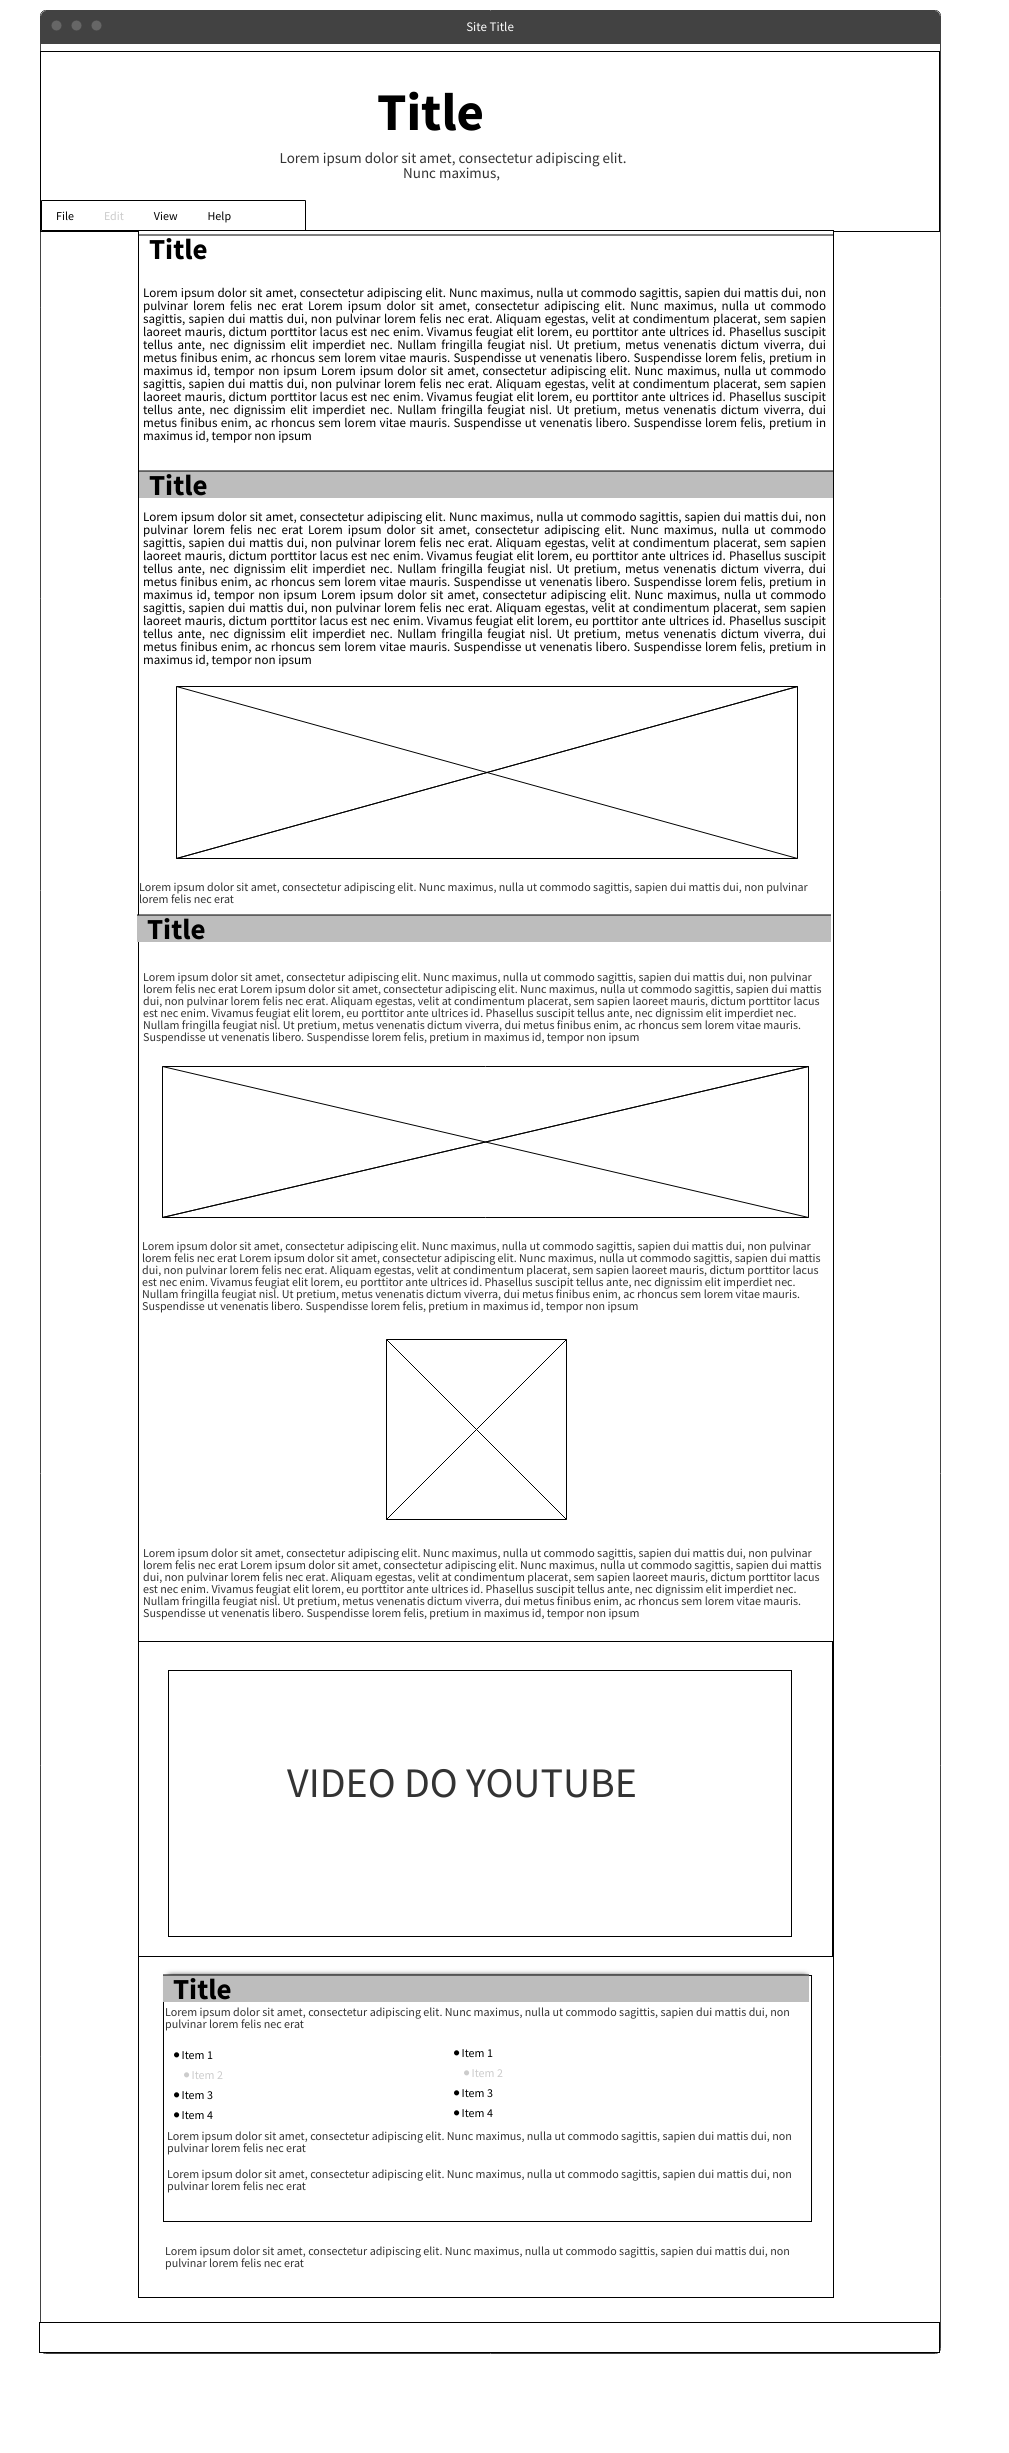 Site Title
Title
Lorem ipsum dolor sit amet, consectetur adipiscing elit.
Nunc maximus,
File Edit View Help
Title
Lorem ipsum dolor sit amet, consectetur adipiscing elit. Nunc maximus, nulla ut commodo sagittis, sapien dui mattis dui, non
pulvinar lorem felis nec erat Lorem ipsum dolor sit amet, consectetur adipiscing elit. Nunc maximus, nulla ut commodo
sagittis, sapien dui mattis dui, non pulvinar lorem felis nec erat. Aliquam egestas, velit at condimentum placerat, sem sapien
laoreet mauris, dictum porttitor lacus est nec enim. Vivamus feugiat elit lorem, eu porttitor ante ultrices id. Phasellus suscipit
tellus ante, nec dignissim elit imperdiet nec. Nullam fringilla feugiat nisl. Ut pretium, metus venenatis dictum viverra, dui
metus finibus enim, ac rhoncus sem lorem vitae mauris. Suspendisse ut venenatis libero. Suspendisse lorem felis, pretium in
maximus id, tempor non ipsum Lorem ipsum dolor sit amet, consectetur adipiscing elit. Nunc maximus, nulla ut commodo
sagittis, sapien dui mattis dui, non pulvinar lorem felis nec erat. Aliquam egestas, velit at condimentum placerat, sem sapien
laoreet mauris, dictum porttitor lacus est nec enim. Vivamus feugiat elit lorem, eu porttitor ante ultrices id. Phasellus suscipit
tellus ante, nec dignissim elit imperdiet nec. Nullam fringilla feugiat nisl. Ut pretium, metus venenatis dictum viverra, dui
metus finibus enim, ac rhoncus sem lorem vitae mauris. Suspendisse ut venenatis libero. Suspendisse lorem felis, pretium in
maximus id, tempor non ipsum
Title
Lorem ipsum dolor sit amet, consectetur adipiscing elit. Nunc maximus, nulla ut commodo sagittis, sapien dui mattis dui, non
pulvinar lorem felis nec erat Lorem ipsum dolor sit amet, consectetur adipiscing elit. Nunc maximus, nulla ut commodo
sagittis, sapien dui mattis dui, non pulvinar lorem felis nec erat. Aliquam egestas, velit at condimentum placerat, sem sapien
laoreet mauris, dictum porttitor lacus est nec enim. Vivamus feugiat elit lorem, eu porttitor ante ultrices id. Phasellus suscipit
tellus ante, nec dignissim elit imperdiet nec. Nullam fringilla feugiat nisl. Ut pretium, metus venenatis dictum viverra, dui
metus finibus enim, ac rhoncus sem lorem vitae mauris. Suspendisse ut venenatis libero. Suspendisse lorem felis, pretium in
maximus id, tempor non ipsum Lorem ipsum dolor sit amet, consectetur adipiscing elit. Nunc maximus, nulla ut commodo
sagittis, sapien dui mattis dui, non pulvinar lorem felis nec erat. Aliquam egestas, velit at condimentum placerat, sem sapien
laoreet mauris, dictum porttitor lacus est nec enim. Vivamus feugiat elit lorem, eu porttitor ante ultrices id. Phasellus suscipit
tellus ante, nec dignissim elit imperdiet nec. Nullam fringilla feugiat nisl. Ut pretium, metus venenatis dictum viverra, dui
metus finibus enim, ac rhoncus sem lorem vitae mauris. Suspendisse ut venenatis libero. Suspendisse lorem felis, pretium in
maximus id, tempor non ipsum
Lorem ipsum dolor sit amet, consectetur adipiscing elit. Nunc maximus, nulla ut commodo sagittis, sapien dui mattis dui, non pulvinar
lorem felis nec erat
Title
Lorem ipsum dolor sit amet, consectetur adipiscing elit. Nunc maximus, nulla ut commodo sagittis, sapien dui mattis dui, non pulvinar
lorem felis nec erat Lorem ipsum dolor sit amet, consectetur adipiscing elit. Nunc maximus, nulla ut commodo sagittis, sapien mattis
dui, non pulvinar lorem felis nec erat. Aliquam egestas, velit at condimentum placerat, sem sapien laoreet mauris, dictum porttitor lacus
est nec enim. Vivamus feugiat elit lorem, eu porttitor ante ultrices id. Phasellus suscipit tellus ante, nec dignissim elit imperdiet nec.
Nullam fringilla feugiat nisl. Ut pretium, metus venenatis dictum viverra, dui metus finibus enim, ac rhoncus sem lorem vitae mauris.
Suspendisse ut venenatis libero. Suspendisse lorem felis, pretium in maximus id, tempor non ipsum
Lorem ipsum dolor sit amet, consectetur adipiscing elit. Nunc maximus, nulla ut commodo sagittis, sapien dui mattis dui, non pulvinar
lorem felis nec erat Lorem ipsum dolor sit amet, consectetur adipiscing elit. Nunc maximus, nulla ut commodo sagittis, sapien mattis
dui, non pulvinar lorem felis nec erat. Aliquam egestas, velit at condimentum placerat, sem sapien laoreet mauris, dictum porttitor lacus
est nec enim. Vivamus feugiat elit lorem, eu porttitor ante ultrices id. Phasellus suscipit tellus ante, nec dignissim elit imperdiet nec.
Nullam fringilla feugiat nisl. Ut pretium, metus venenatis dictum viverra, dui metus finibus enim, ac rhoncus sem lorem vitae mauris.
Suspendisse ut venenatis libero. Suspendisse lorem felis, pretium in maximus id, tempor non ipsum
Lorem ipsum dolor sit amet, consectetur adipiscing elit. Nunc maximus, nulla ut commodo sagittis, sapien dui mattis dui, non pulvinar
lorem felis nec erat Lorem ipsum dolor sit amet, consectetur adipiscing elit. Nunc maximus, nulla ut commodo sagittis, sapien mattis
dui, non pulvinar lorem felis nec erat. Aliquam egestas, velit at condimentum placerat, sem sapien laoreet mauris, dictum porttitor lacus
est nec enim. Vivamus feugiat elit lorem, eu porttitor ante ultrices id. Phasellus suscipit tellus ante, nec dignissim elit imperdiet nec.
Nullam fringilla feugiat nisl. Ut pretium, metus venenatis dictum viverra, dui metus finibus enim, ac rhoncus sem lorem vitae mauris.
Suspendisse ut venenatis libero. Suspendisse lorem felis, pretium in maximus id, tempor non ipsum
VIDEO DO YOUTUBE
Title
Lorem ipsum dolor sit amet, consectetur adipiscing elit. Nunc maximus, nulla ut commodo sagittis, sapien dui mattis dui, non
pulvinar lorem felis nec erat
Item 1
Item 2
Item 3
Item 4
Item 1
Item 2
Item 3
Item 4
Lorem ipsum dolor sit amet, consectetur adipiscing elit. Nunc maximus, nulla ut commodo sagittis, sapien dui mattis dui, non
pulvinar lorem felis nec erat
Lorem ipsum dolor sit amet, consectetur adipiscing elit. Nunc maximus, nulla ut commodo sagittis, sapien dui mattis dui, non
pulvinar lorem felis nec erat
Lorem ipsum dolor sit amet, consectetur adipiscing elit. Nunc maximus, nulla ut commodo sagittis, sapien dui mattis dui, non
pulvinar lorem felis nec erat